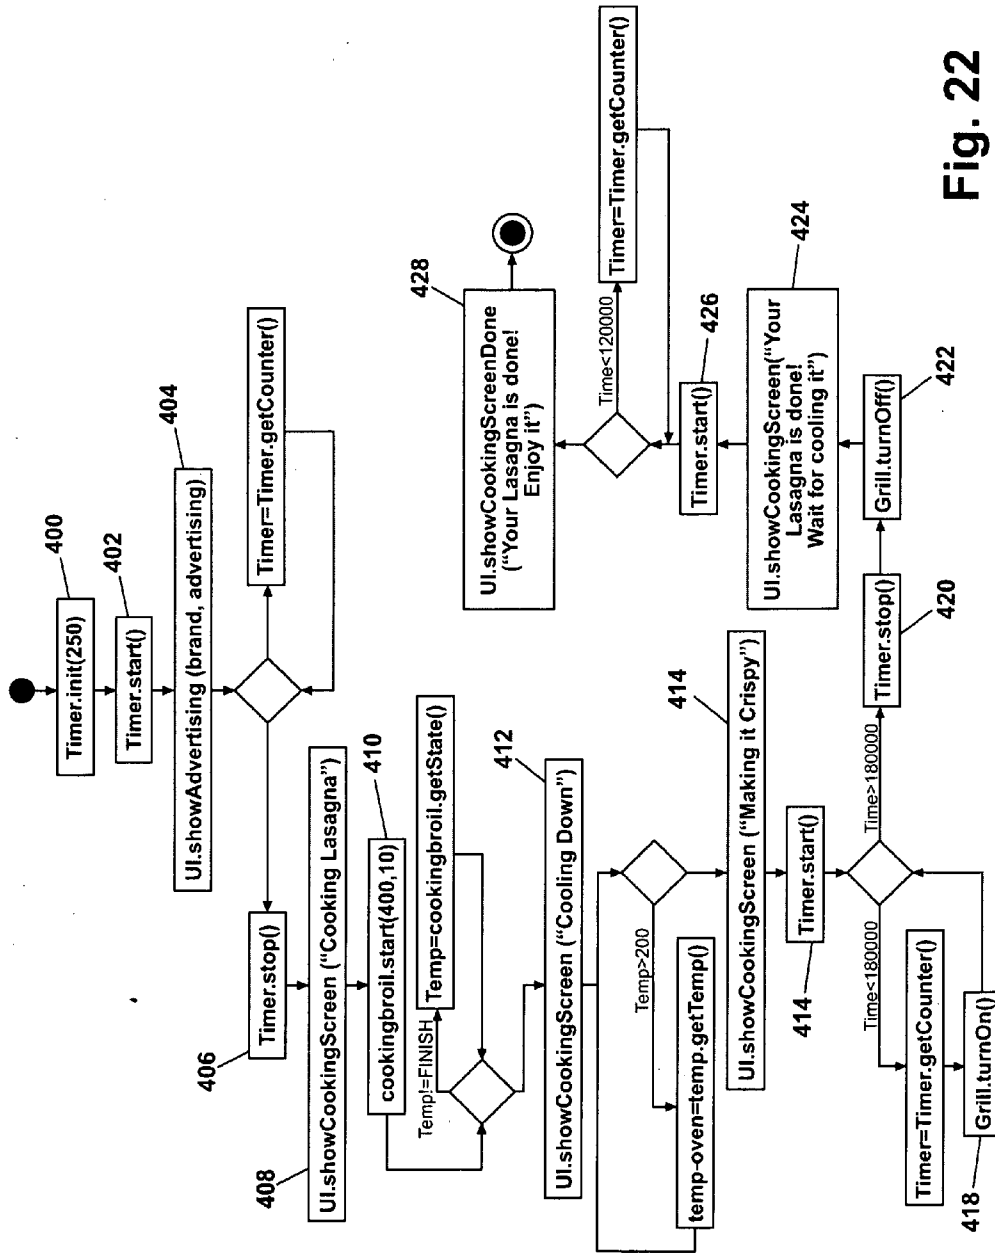 Timer.init(250)
400
Timer.start()
402
UI.showAdvertising (brand, advertising)
404
Timer=Timer.getCounter()
Timer.stop()
406
UI.showCookingScreen ("Cooking Lasagna")
408
cookingbroil.start(400,10)
410
Temp!=FINISH
Temp=cookingbroil.getState()
UI.showCookingScreen ("Cooling Down")
412
Temp>200
temp-oven=temp.getTemp()
UI.showCookingScreen ("Making it Crispy")
414
Timer.start()
414
Time<180000
Time>180000
Timer=Timer.getCounter()
Grill.turnOn()
418
Timer.stop()
420
Grill.turnOff()
422
UI.showCookingScreen("Your
Lasagna is done!
Wait for cooling it")
424
Timer.start()
426
Time<120000
Timer=Timer.getCounter()
UI.showCookingScreenDone
("Your Lasagna is done!
Enjoy it")
428
Fig. 22